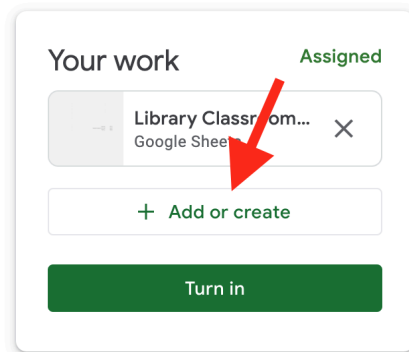 Your work
Assigned
Library Classroom...
Google Sheets
+ Add or create
Turn in